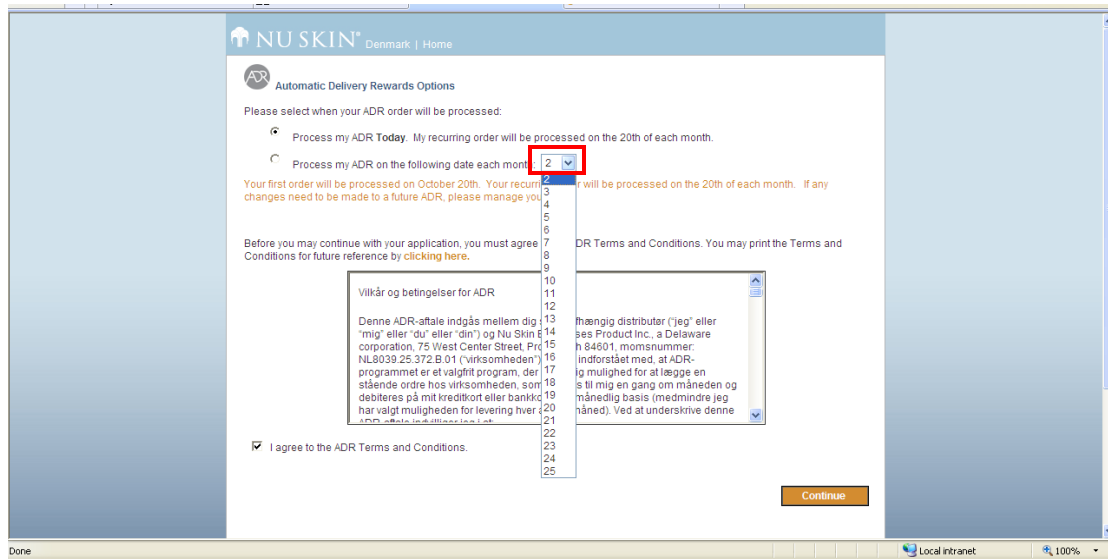 NU SKIN® Denmark | Home
ADR Automatic Delivery Rewards Options
Please select when your ADR order will be processed:
Process my ADR Today. My recurring order will be processed on the 20th of each month.
Process my ADR on the following date each month: 2
Your first order will be processed on October 20th. Your will be processed on the 20th of each month. If any
changes need to be made to a future ADR, please manage
Before you may continue with your application, you must agree DR Terms and Conditions. You may print the Terms and
Conditions for future reference by clicking here.
2
3
4
5
6
7
8
9
10
11
12
13
14
15
16
17
18
19
20
21
22
23
24
25
Vilkår og betingelser for ADR
Denne ADR-aftale indgås mellem dig fhængig distributør ("jeg" eller
"mig" eller "du" eller "din") og Nu Skin ses Product Inc., a Delaware
corporation, 75 West Center Street, h 84601, momsnummer:
NL8039.25.372.B.01 ("virksomheden") indforstået med, at ADR-
programmet er et valgfrit program, der ig mulighed for at lægge en
stående ordre hos virksomheden, som s til mig en gang om måneden og
debiteres på mit kreditkort eller månedlig basis (medmindre jeg
har valgt muligheden for levering hver måned). Ved at underskrive denne
ADR-aftale indvilliger jeg i at:
I agree to the ADR Terms and Conditions.
Continue
Done
Local intranet
100%